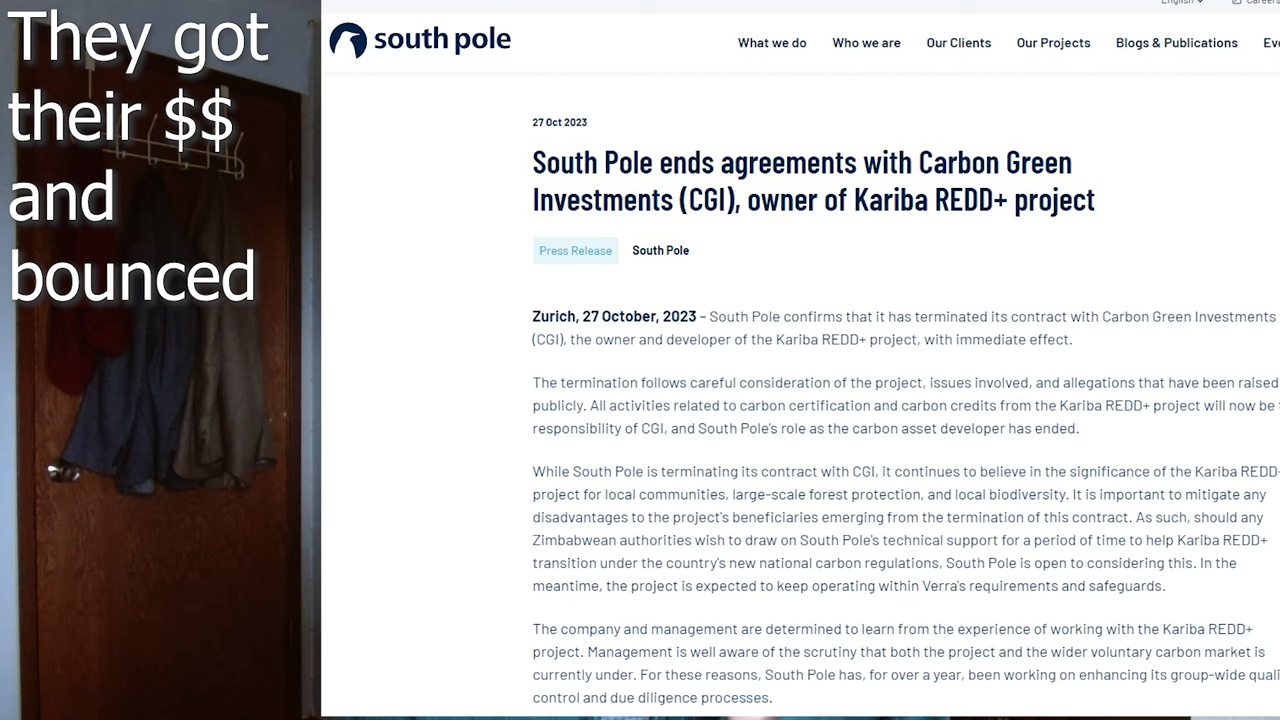 They got
their $$
and
bounced
English
Careers
south pole
What we do
Who we are
Our Clients
Our Projects
Blogs & Publications
27 Oct 2023
South Pole ends agreements with Carbon Green
Investments (CGI), owner of Kariba REDD+ project
Press Release
South Pole
Zurich, 27 October, 2023 – South Pole confirms that it has terminated its contract with Carbon Green Investments
(CGI), the owner and developer of the Kariba REDD+ project, with immediate effect.
The termination follows careful consideration of the project, issues involved, and allegations that have been raised
publicly. All activities related to carbon certification and carbon credits from the Kariba REDD+ project will now be
responsibility of CGI, and South Pole's role as the carbon asset developer has ended.
While South Pole is terminating its contract with CGI, it continues to believe in the significance of the Kariba REDD
project for local communities, large-scale forest protection, and local biodiversity. It is important to mitigate any
disadvantages to the project's beneficiaries emerging from the termination of this contract. As such, should any
Zimbabwean authorities wish to draw on South Pole's technical support for a period of time to help Kariba REDD+
transition under the country's new national carbon regulations, South Pole is open to considering this. In the
meantime, the project is expected to keep operating within Verra's requirements and safeguards.
The company and management are determined to learn from the experience of working with the Kariba REDD+
project. Management is well aware of the scrutiny that both the project and the wider voluntary carbon market is
currently under. For these reasons, South Pole has, for over a year, been working on enhancing its group-wide
control and due diligence processes.